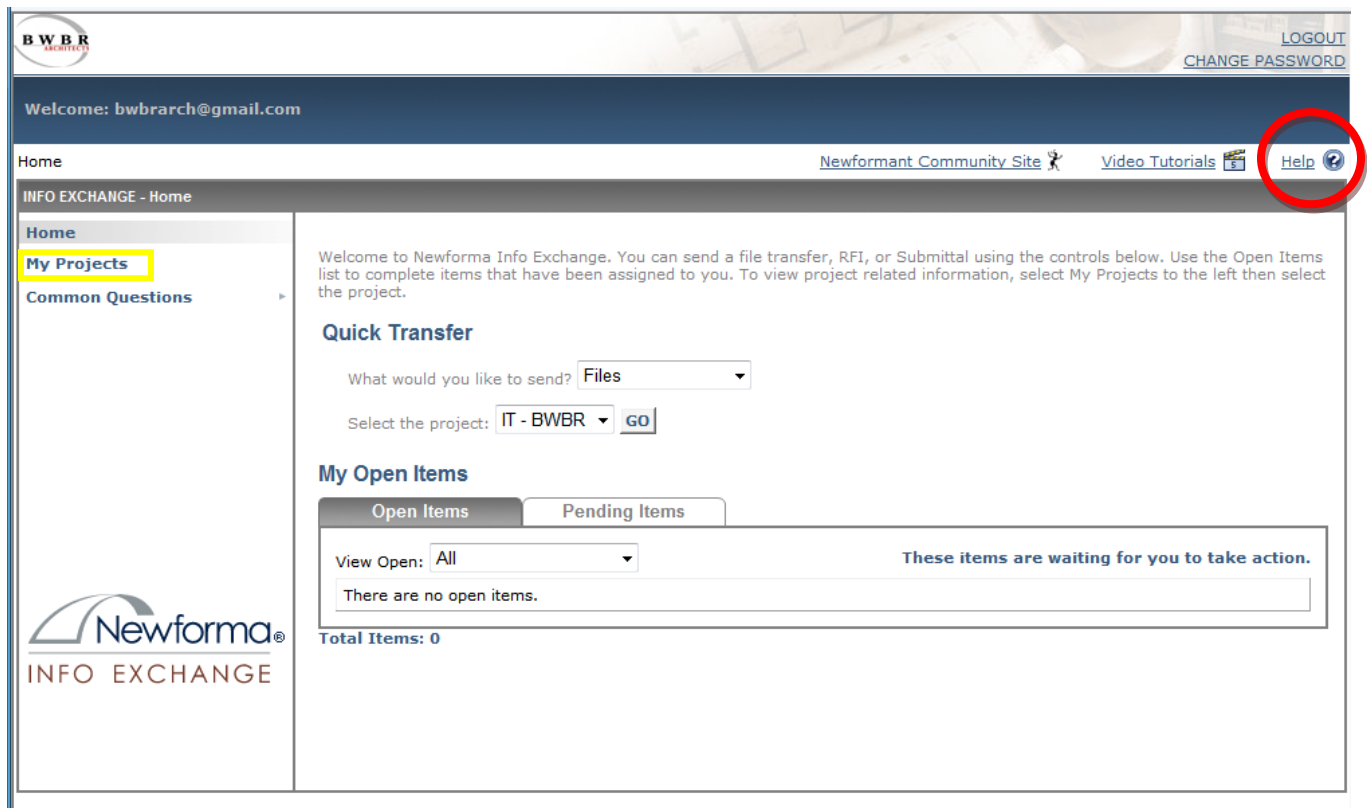 BWBR
ARCHITECTS
LOGOUT
CHANGE PASSWORD
Welcome: bwbrarch@gmail.com
Home
Newformant Community Site
Video Tutorials
Help ?
INFO EXCHANGE - Home
Home
My Projects
Common Questions
Welcome to Newforma Info Exchange. You can send a file transfer, RFI, or Submittal using the controls below. Use the Open Items
list to complete items that have been assigned to you. To view project related information, select My Projects to the left then select
the project.
Quick Transfer
What would you like to send? Files
Select the project: IT - BWBR GO
My Open Items
Open Items
Pending Items
View Open: All
These items are waiting for you to take action.
There are no open items.
Total Items: 0
Newforma®
INFO EXCHANGE